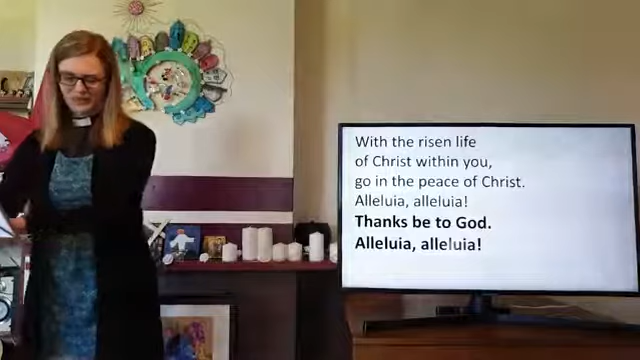 With the risen life
of Christ within you,
go in the peace of Christ.
Alleluia, alleluia!
Thanks be to God.
Alleluia, alleluia!